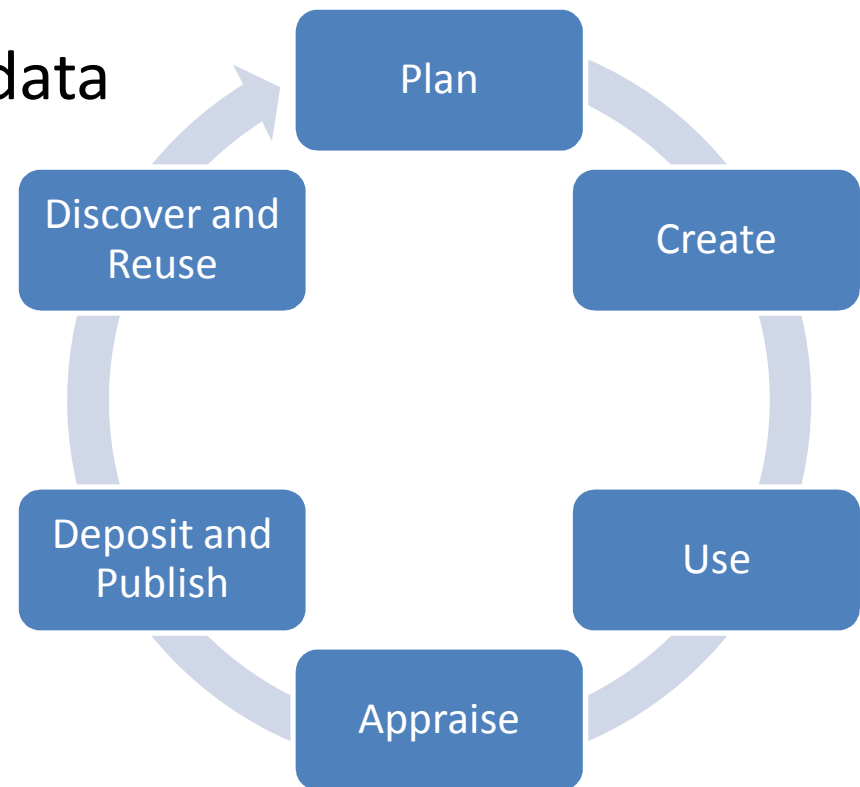 data
Plan
Create
Use
Appraise
Deposit and
Publish
Discover and
Reuse